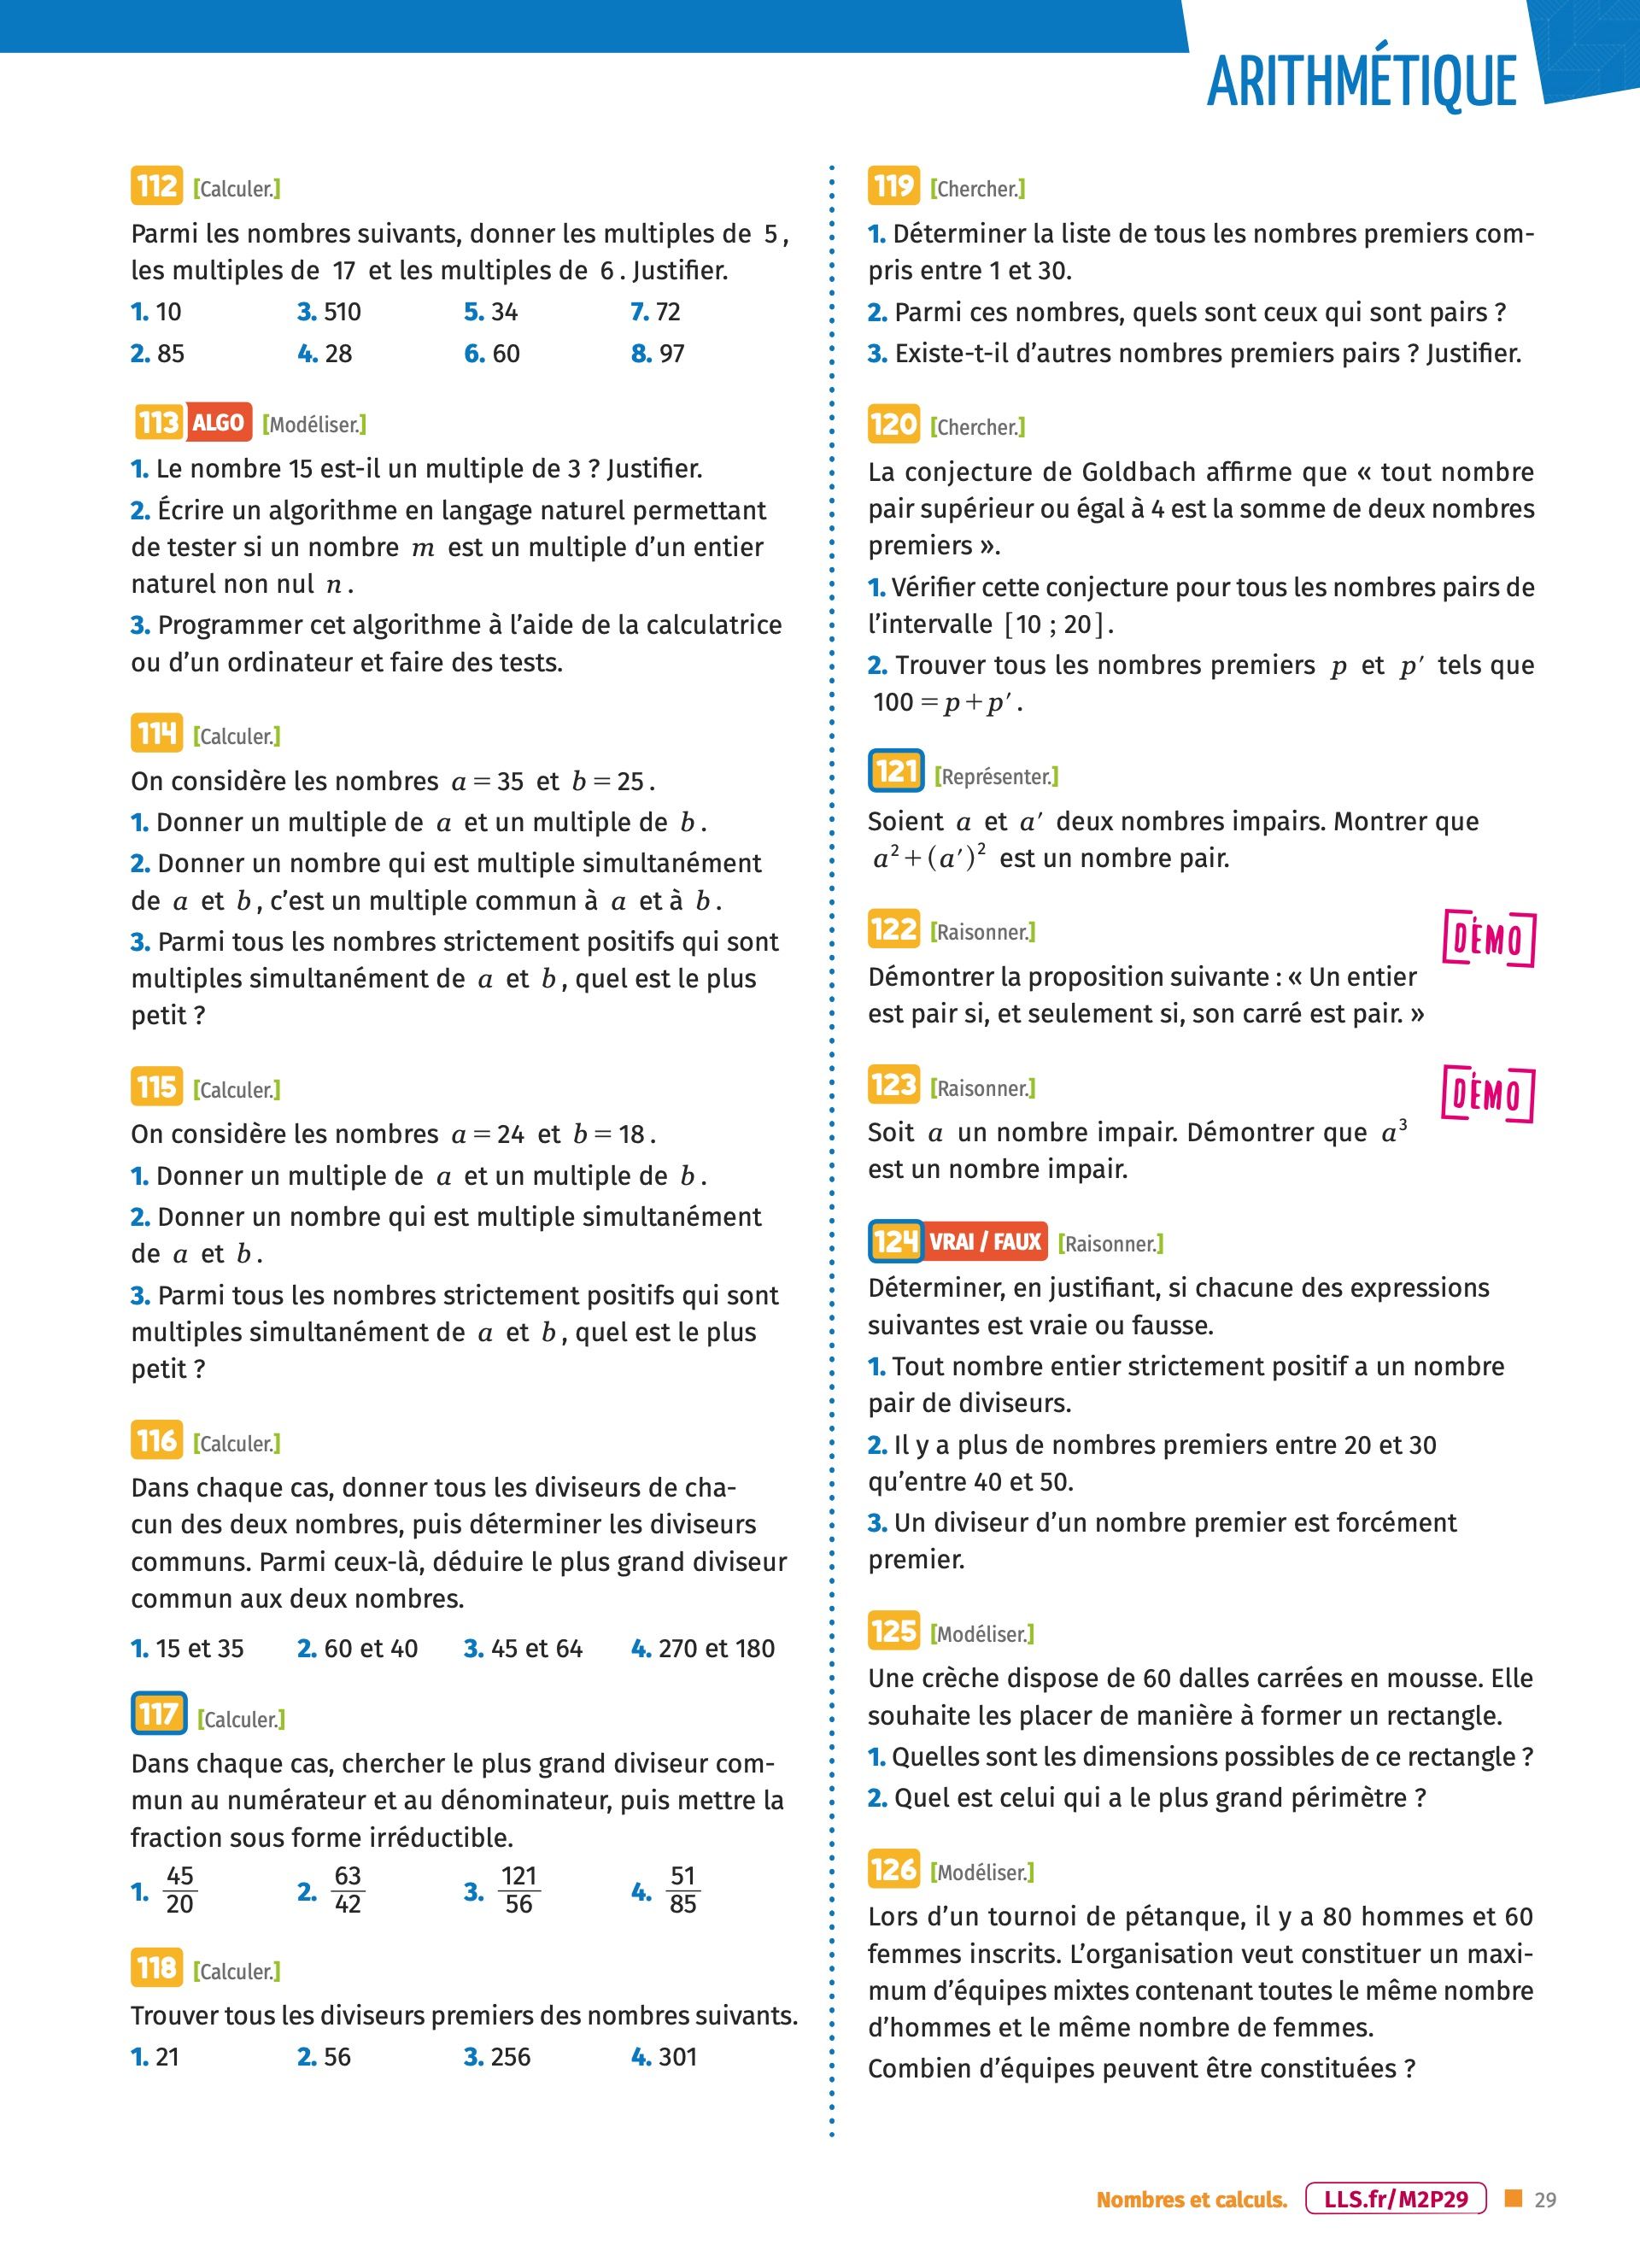 ARITHMÉTIQUE
112 [Calculer.]
Parmi les nombres suivants, donner les multiples de 5,
les multiples de 17 et les multiples de 6. Justifier.
1. 10 3. 510 5. 34 7. 72
2. 85 4. 28 6. 60 8. 97
113 ALGO [Modéliser.]
1. Le nombre 15 est-il un multiple de 3 ? Justifier.
2. Écrire un algorithme en langage naturel permettant
de tester si un nombre m est un multiple d’un entier
naturel non nul n.
3. Programmer cet algorithme à l’aide de la calculatrice
ou d’un ordinateur et faire des tests.
114 [Calculer.]
On considère les nombres a = 35 et b = 25.
1. Donner un multiple de a et un multiple de b.
2. Donner un nombre qui est multiple simultanément
de a et b, c’est un multiple commun à a et à b.
3. Parmi tous les nombres strictement positifs qui sont
multiples simultanément de a et b, quel est le plus
petit ?
115 [Calculer.]
On considère les nombres a = 24 et b = 18.
1. Donner un multiple de a et un multiple de b.
2. Donner un nombre qui est multiple simultanément
de a et b.
3. Parmi tous les nombres strictement positifs qui sont
multiples simultanément de a et b, quel est le plus
petit ?
116 [Calculer.]
Dans chaque cas, donner tous les diviseurs de cha-
cun des deux nombres, puis déterminer les diviseurs
communs. Parmi ceux-là, déduire le plus grand diviseur
commun aux deux nombres.
1. 15 et 35 2. 60 et 40 3. 45 et 64 4. 270 et 180
117 [Calculer.]
Dans chaque cas, chercher le plus grand diviseur com-
mun au numérateur et au dénominateur, puis mettre la
fraction sous forme irréductible.
1. 45/20 2. 63/42 3. 121/56 4. 51/85
118 [Calculer.]
Trouver tous les diviseurs premiers des nombres suivants.
1. 21 2. 56 3. 256 4. 301
119 [Chercher.]
1. Déterminer la liste de tous les nombres premiers com-
pris entre 1 et 30.
2. Parmi ces nombres, quels sont ceux qui sont pairs ?
3. Existe-t-il d’autres nombres premiers pairs ? Justifier.
120 [Chercher.]
La conjecture de Goldbach affirme que « tout nombre
pair supérieur ou égal à 4 est la somme de deux nombres
premiers ».
1. Vérifier cette conjecture pour tous les nombres pairs de
l’intervalle [10 ; 20].
2. Trouver tous les nombres premiers p et p′ tels que
100 = p + p′.
121 [Représenter.]
Soient a et a′ deux nombres impairs. Montrer que
a² + (a′)² est un nombre pair.
122 [Raisonner.] DÉMO
Démontrer la proposition suivante : « Un entier
est pair si, et seulement si, son carré est pair. »
123 [Raisonner.] DÉMO
Soit a un nombre impair. Démontrer que a³
est un nombre impair.
124 VRAI / FAUX [Raisonner.]
Déterminer, en justifiant, si chacune des expressions
suivantes est vraie ou fausse.
1. Tout nombre entier strictement positif a un nombre
pair de diviseurs.
2. Il y a plus de nombres premiers entre 20 et 30
qu’entre 40 et 50.
3. Un diviseur d’un nombre premier est forcément
premier.
125 [Modéliser.]
Une crèche dispose de 60 dalles carrées en mousse. Elle
souhaite les placer de manière à former un rectangle.
1. Quelles sont les dimensions possibles de ce rectangle ?
2. Quel est celui qui a le plus grand périmètre ?
126 [Modéliser.]
Lors d’un tournoi de pétanque, il y a 80 hommes et 60
femmes inscrits. L’organisation veut constituer un maxi-
mum d’équipes mixtes contenant toutes le même nombre
d’hommes et le même nombre de femmes.
Combien d’équipes peuvent être constituées ?
Nombres et calculs. LLS.fr/M2P29 29